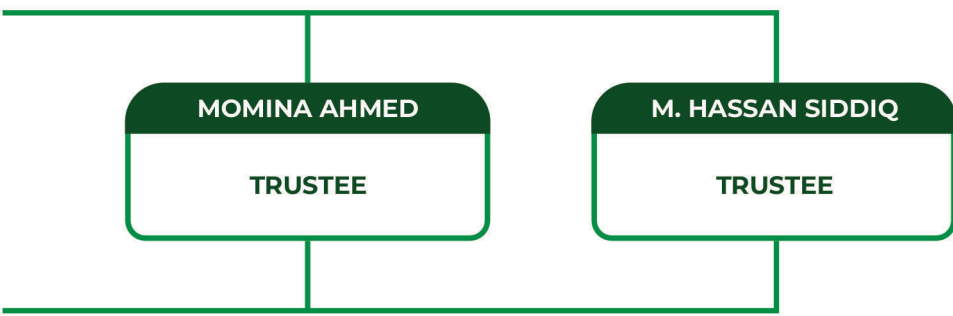 MOMINA AHMED
TRUSTEE
M. HASSAN SIDDIQ
TRUSTEE